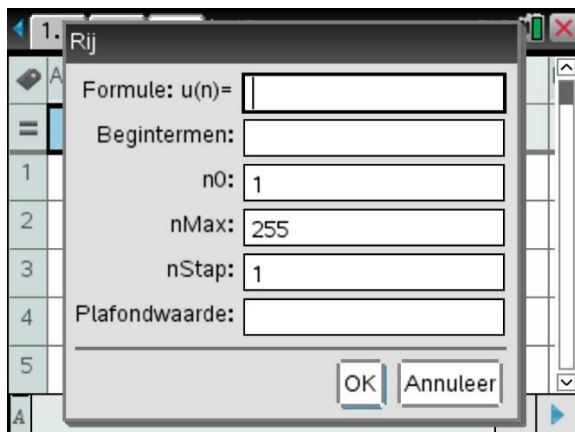 1.
Rij
A
Formule: u(n)=
=
Begintermen:
1
n0: 1
2
nMax: 255
3
nStap: 1
4
Plafondwaarde:
5
OK Annuleer
A